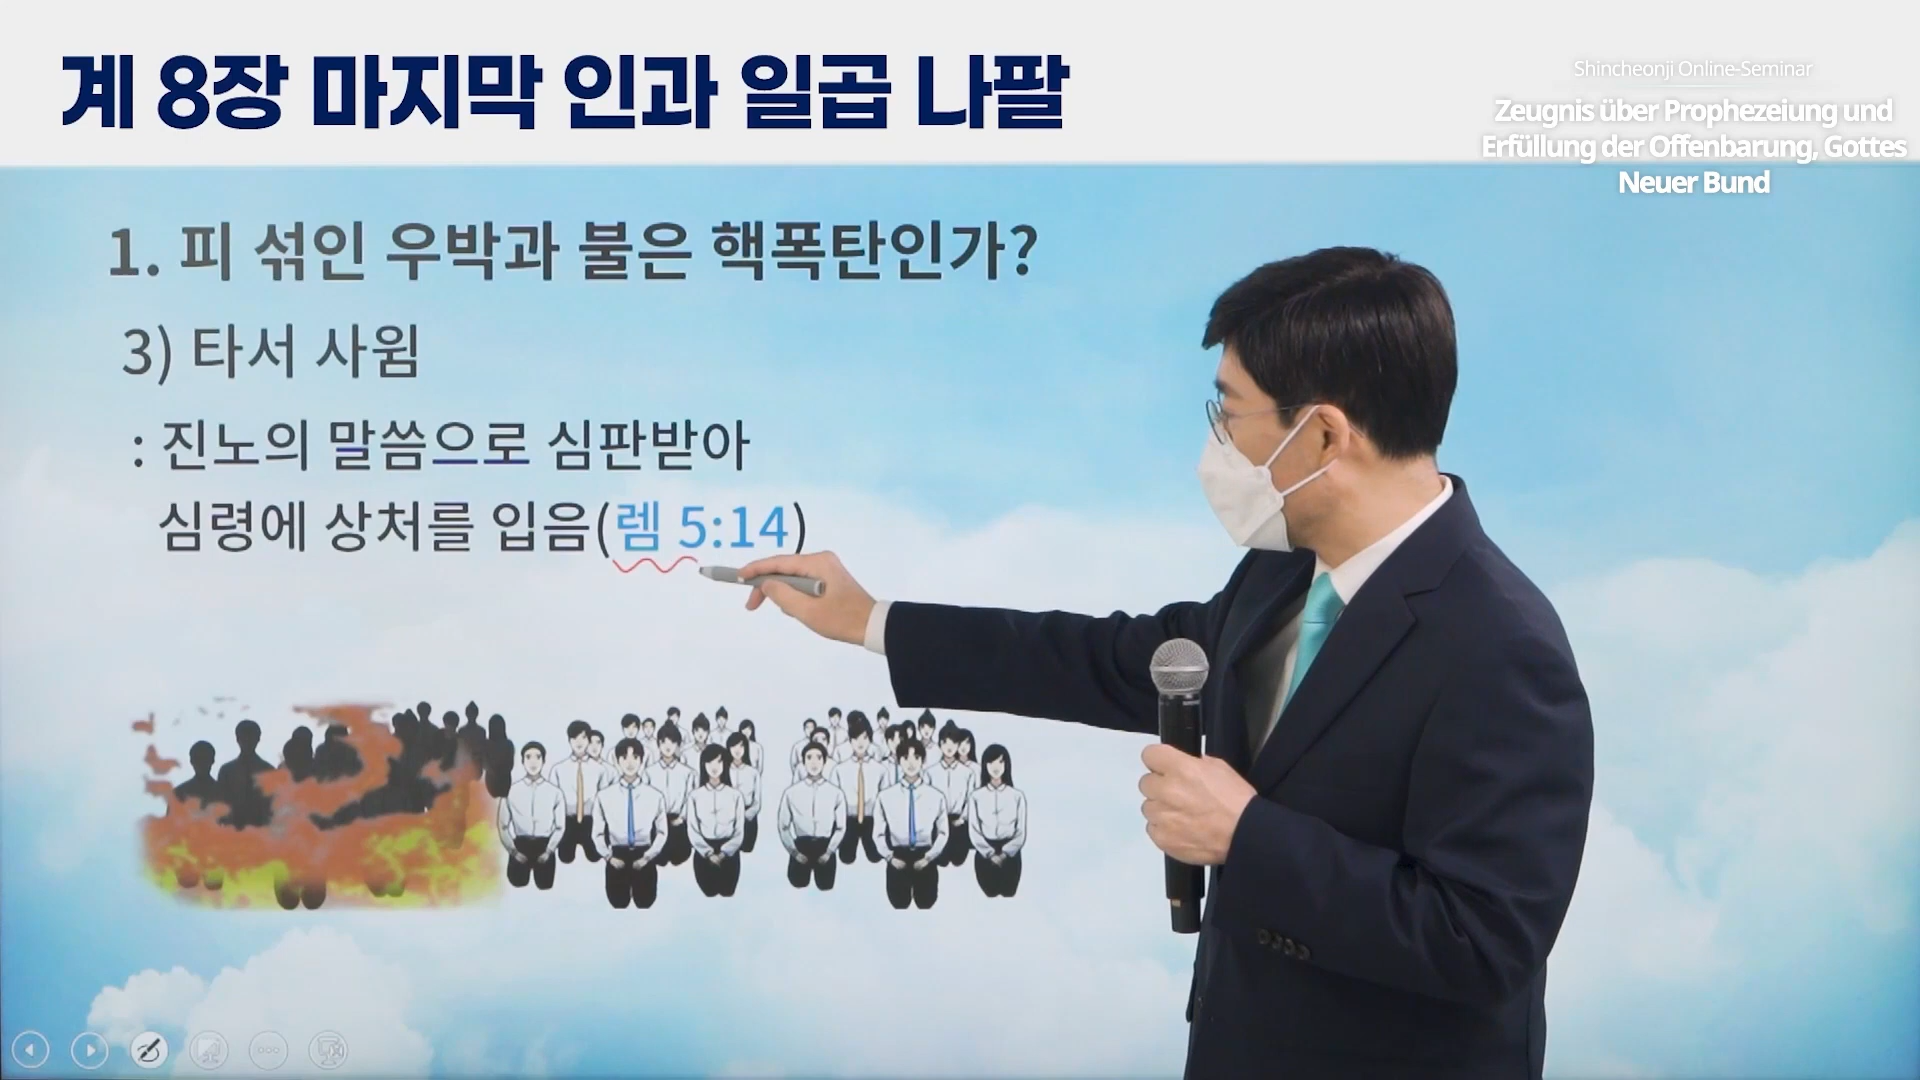 계 8장 마지막 인과 일곱 나팔
Shincheonji Online-Seminar
Zeugnis über Prophezeiung und
Erfüllung der Offenbarung, Gottes
Neuer Bund
1. 피 섞인 우박과 불은 핵폭탄인가?
3) 타서 사윔
: 진노의 말씀으로 심판받아
심령에 상처를 입음(렘 5:14)